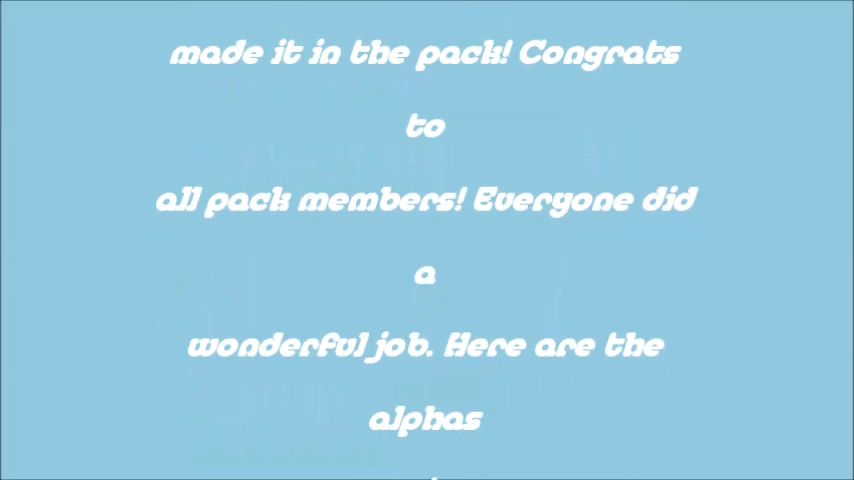 made it in the pack! Congrats
to
all pack members! Everyone did
a
wonderful job. Here are the
alphas